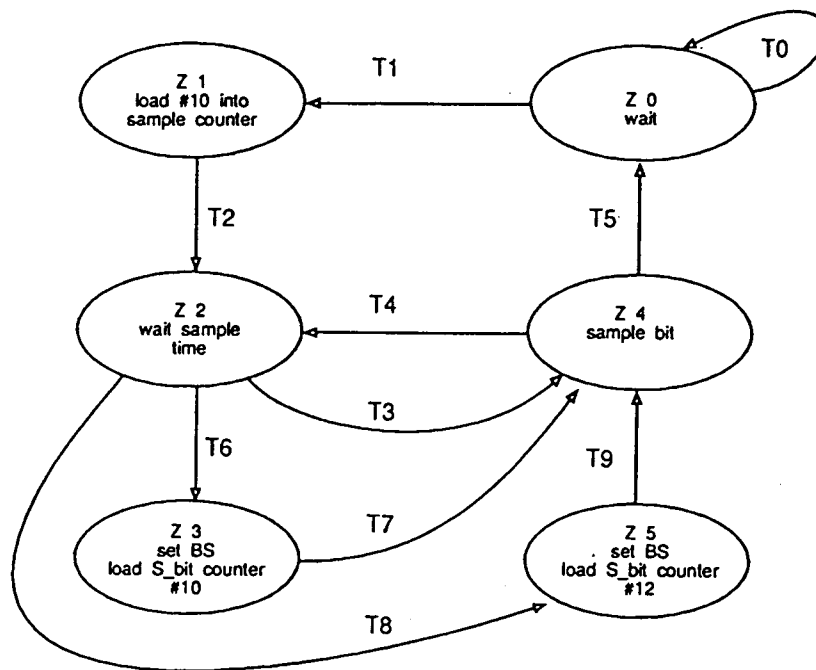 T0
T1
Z 1
load #10 into
sample counter
Z 0
wait
T2
T5
Z 2
wait sample
time
T4
Z 4
sample bit
T3
T6
T9
Z 3
set BS
load S_bit counter
#10
T7
Z 5
set BS
load S_bit counter
#12
T8